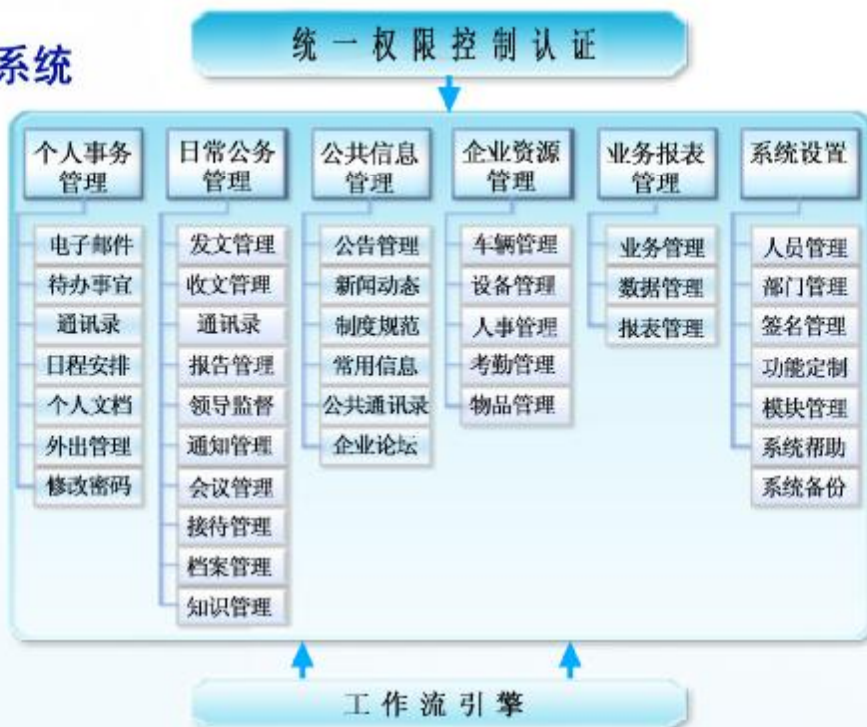 系统
统一权限控制认证
个人事务
管理
电子邮件
待办事宜
通讯录
日程安排
个人文档
外出管理
修改密码
日常公务
管理
发文管理
收文管理
通讯录
报告管理
领导监督
通知管理
会议管理
接待管理
档案管理
知识管理
公共信息
管理
公告管理
新闻动态
制度规范
常用信息
公共通讯录
企业论坛
企业资源
管理
车辆管理
设备管理
人事管理
考勤管理
物品管理
业务报表
管理
业务管理
数据管理
报表管理
系统设置
人员管理
部门管理
签名管理
功能定制
模块管理
系统帮助
系统备份
工作流引擎